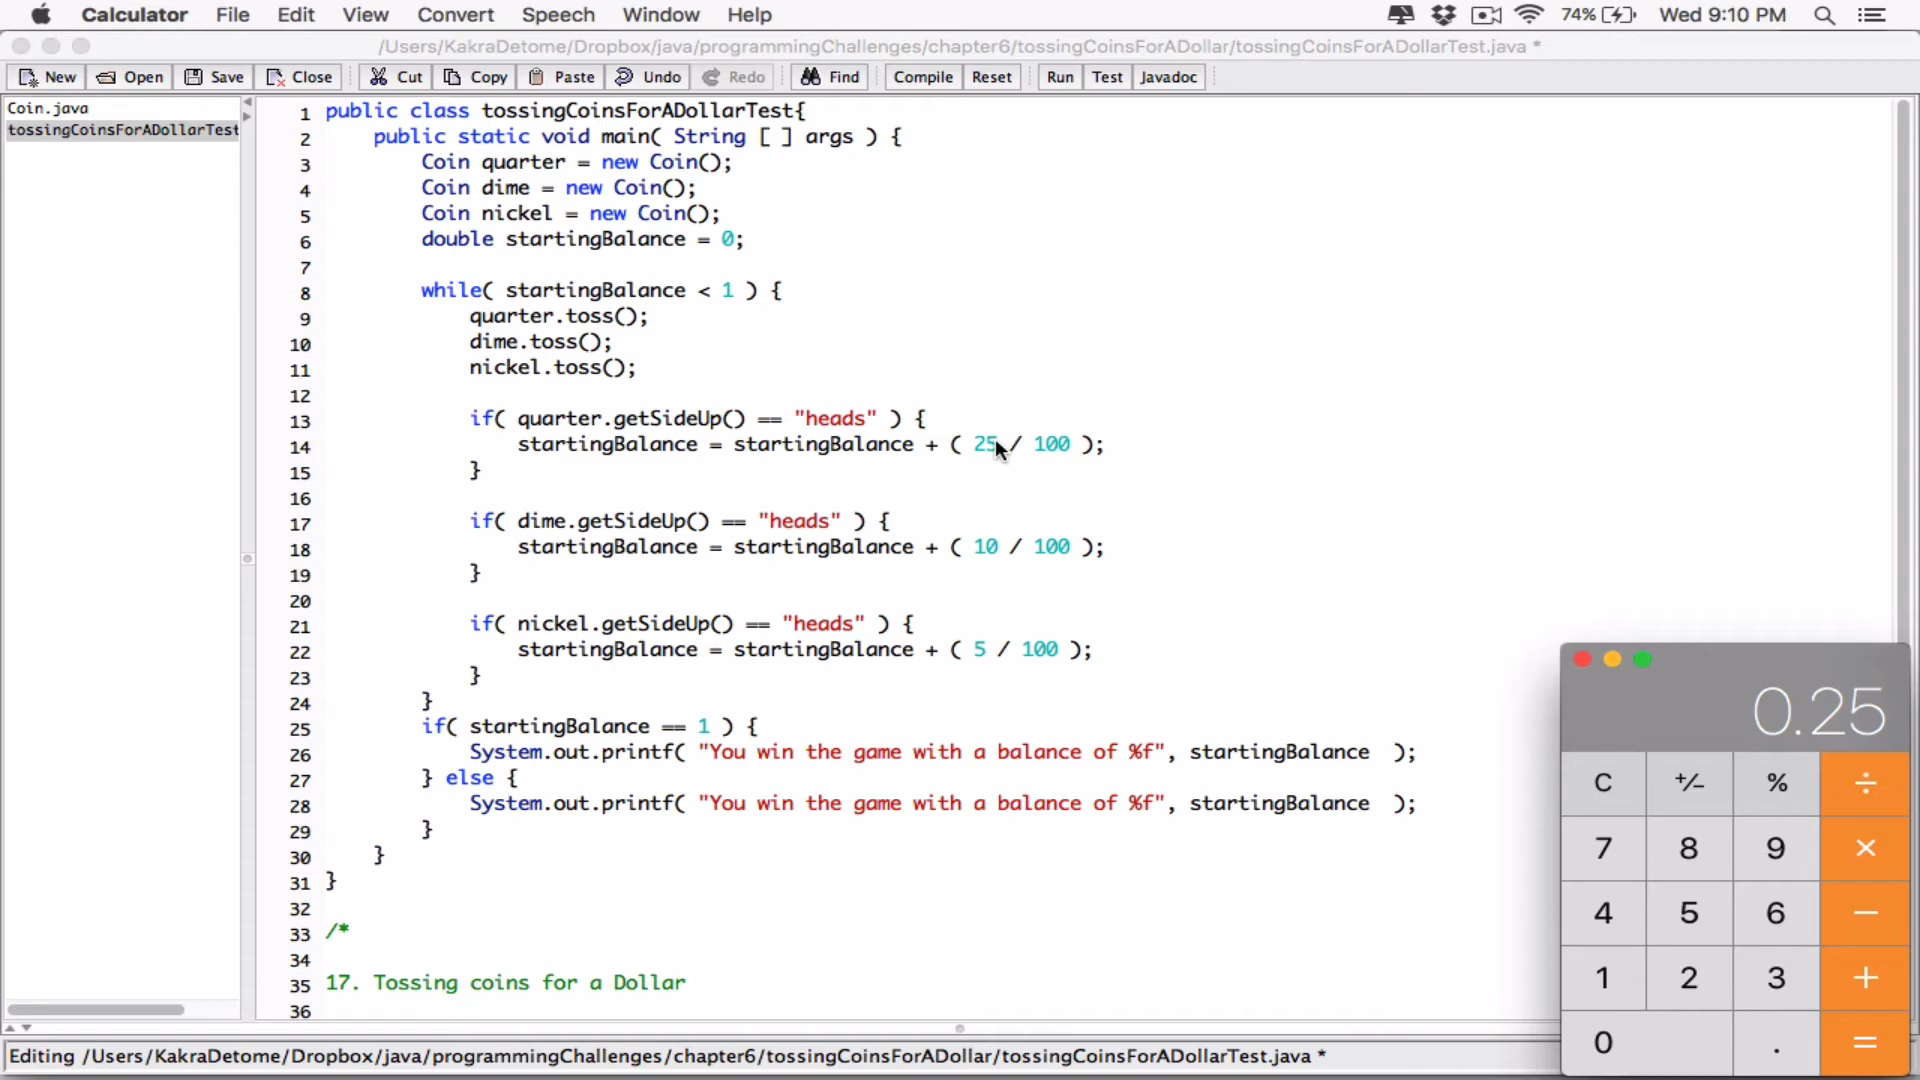 Calculator File Edit View Convert Speech Window Help 74% Wed 9:10 PM
/Users/KakraDetome/Dropbox/java/programmingChallenges/chapter6/tossingCoinsForADollar/tossingCoinsForADollarTest.java *
New Open Save Close Cut Copy Paste Undo Redo Find Compile Reset Run Test Javadoc
Coin.java
tossingCoinsForADollarTest
1 public class tossingCoinsForADollarTest{
2 public static void main( String [ ] args ) {
3 Coin quarter = new Coin();
4 Coin dime = new Coin();
5 Coin nickel = new Coin();
6 double startingBalance = 0;
7
8 while( startingBalance < 1 ) {
9 quarter.toss();
10 dime.toss();
11 nickel.toss();
12
13 if( quarter.getSideUp() == "heads" ) {
14 startingBalance = startingBalance + ( 25 / 100 );
15 }
16
17 if( dime.getSideUp() == "heads" ) {
18 startingBalance = startingBalance + ( 10 / 100 );
19 }
20
21 if( nickel.getSideUp() == "heads" ) {
22 startingBalance = startingBalance + ( 5 / 100 );
23 }
24 }
25 if( startingBalance == 1 ) {
26 System.out.printf( "You win the game with a balance of %f", startingBalance );
27 } else {
28 System.out.printf( "You win the game with a balance of %f", startingBalance );
29 }
30 }
31 }
32
33 /*
34
35 17. Tossing coins for a Dollar
36
0.25
C +/- % ÷
7 8 9 ×
4 5 6 −
1 2 3 +
0 . =
Editing /Users/KakraDetome/Dropbox/java/programmingChallenges/chapter6/tossingCoinsForADollar/tossingCoinsForADollarTest.java *